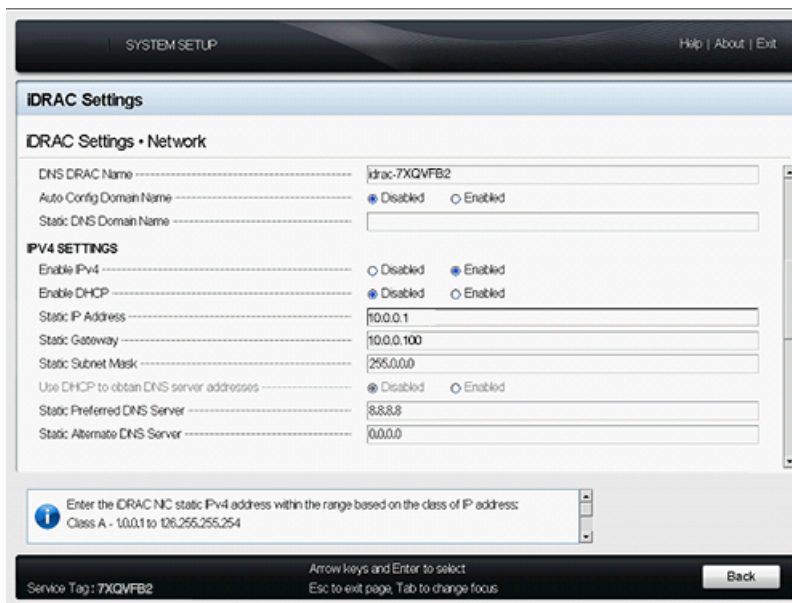 SYSTEM SETUP
Help | About | Exit
iDRAC Settings
iDRAC Settings • Network
DNS DRAC Name idrac-7XQVFB2
Auto Config Domain Name Disabled Enabled
Static DNS Domain Name
IPV4 SETTINGS
Enable IPv4 Disabled Enabled
Enable DHCP Disabled Enabled
Static IP Address 10.0.0.1
Static Gateway 10.0.0.100
Static Subnet Mask 255.0.0.0
Use DHCP to obtain DNS server addresses Disabled Enabled
Static Preferred DNS Server 8.8.8.8
Static Alternate DNS Server 0.0.0.0
Enter the iDRAC NIC static IPv4 address within the range based on the class of IP address:
Class A - 1.0.0.1 to 126.255.255.254
Arrow keys and Enter to select
Service Tag : 7XQVFB2 Esc to exit page, Tab to change focus
Back